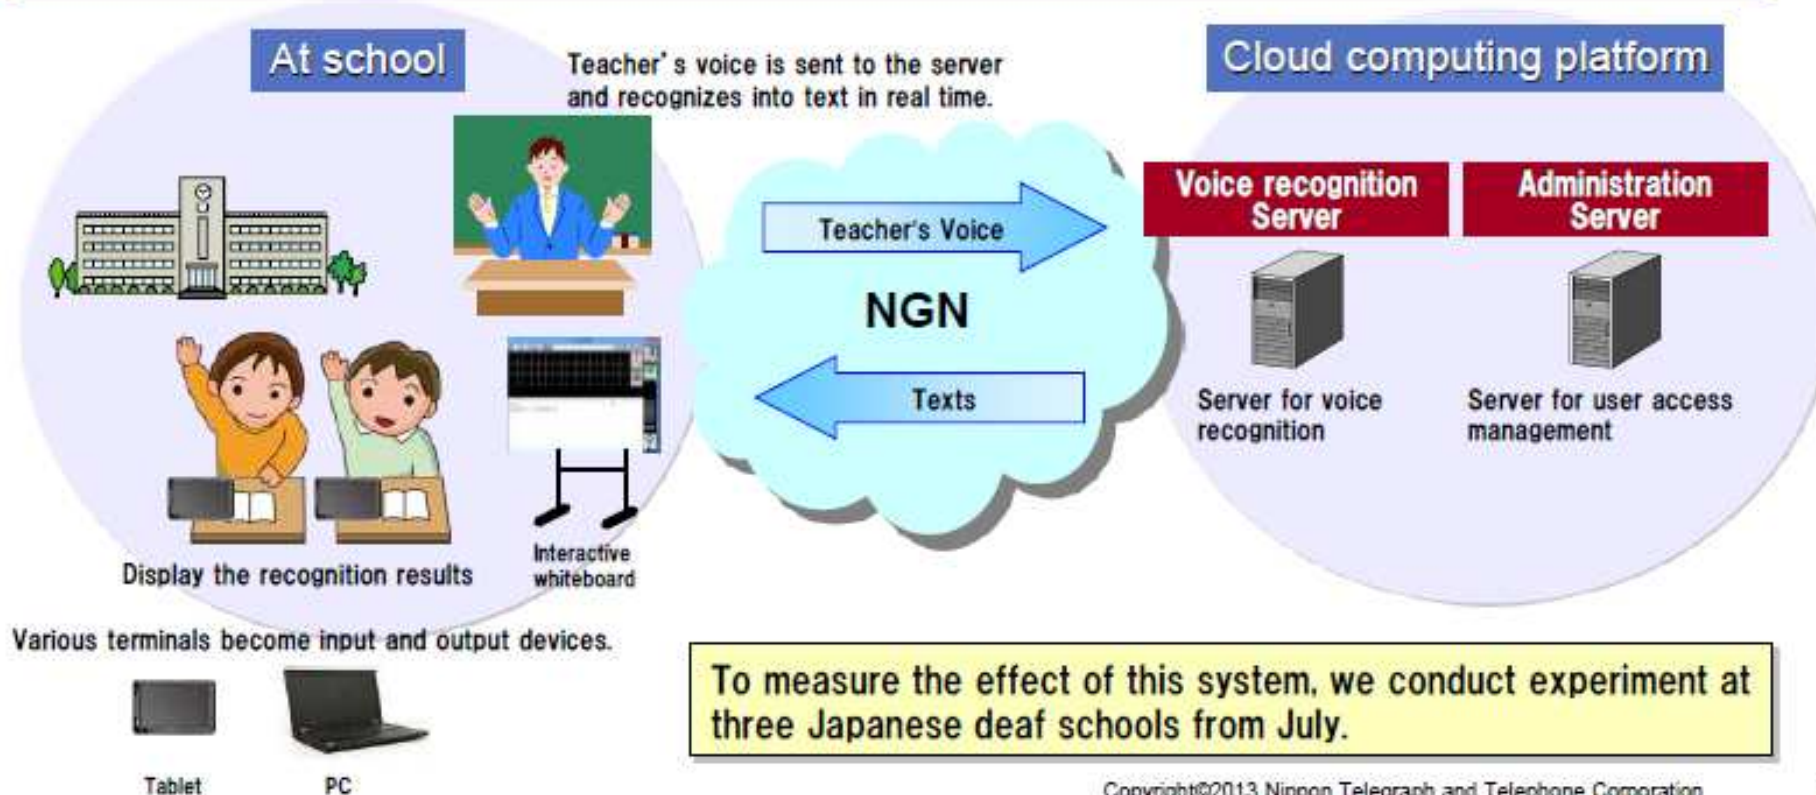 At school
Teacher's voice is sent to the server
and recognizes into text in real time.
Cloud computing platform
Teacher's Voice
NGN
Texts
Voice recognition
Server
Administration
Server
Server for voice
recognition
Server for user access
management
Display the recognition results
Interactive
whiteboard
Various terminals become input and output devices.
Tablet
PC
To measure the effect of this system, we conduct experiment at
three Japanese deaf schools from July.
Copyright©2013 Nippon Telegraph and Telephone Corporation